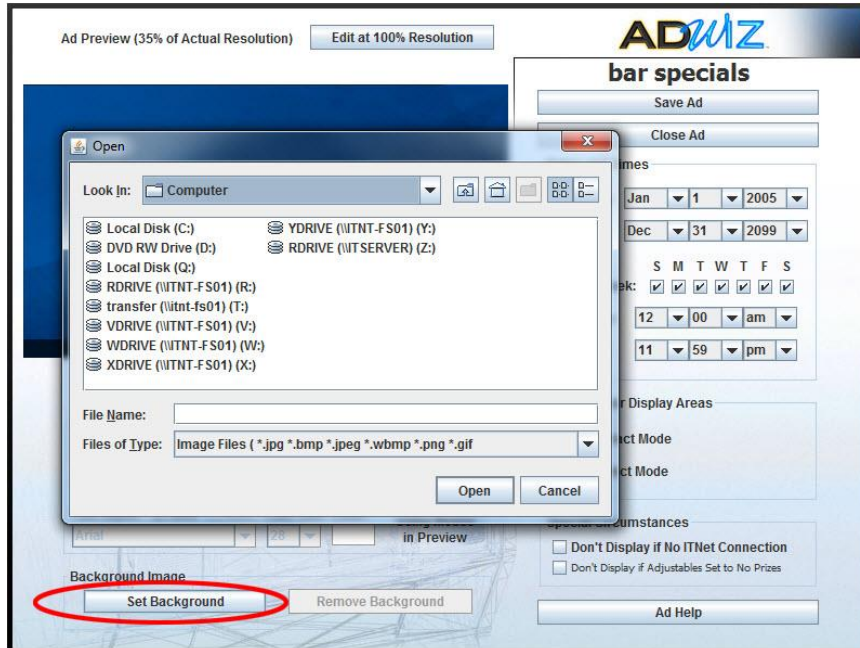 Ad Preview (35% of Actual Resolution)
Edit at 100% Resolution
ADWIZ
bar specials
Save Ad
Close Ad
Open
Look In:
Computer
Local Disk (C:)
DVD RW Drive (D:)
Local Disk (Q:)
RDRIVE (\\ITNT-FS01) (R:)
transfer (\\itnt-fs01) (T:)
VDRIVE (\\ITNT-FS01) (V:)
WDRIVE (\\ITNT-FS01) (W:)
XDRIVE (\\ITNT-FS01) (X:)
YDRIVE (\\ITNT-FS01) (Y:)
RDRIVE (\\ITSERVER) (Z:)
File Name:
Files of Type:
Image Files ( *.jpg *.bmp *.jpeg *.wbmp *.png *.gif
Open
Cancel
imes
Jan 1 2005
Dec 31 2099
S M T W T F S
ek:
12 00 am
11 59 pm
r Display Areas
act Mode
ct Mode
Circumstances
Don't Display if No ITNet Connection
Don't Display if Adjustables Set to No Prizes
Ad Help
Arial
28
in Preview
Background Image
Set Background
Remove Background